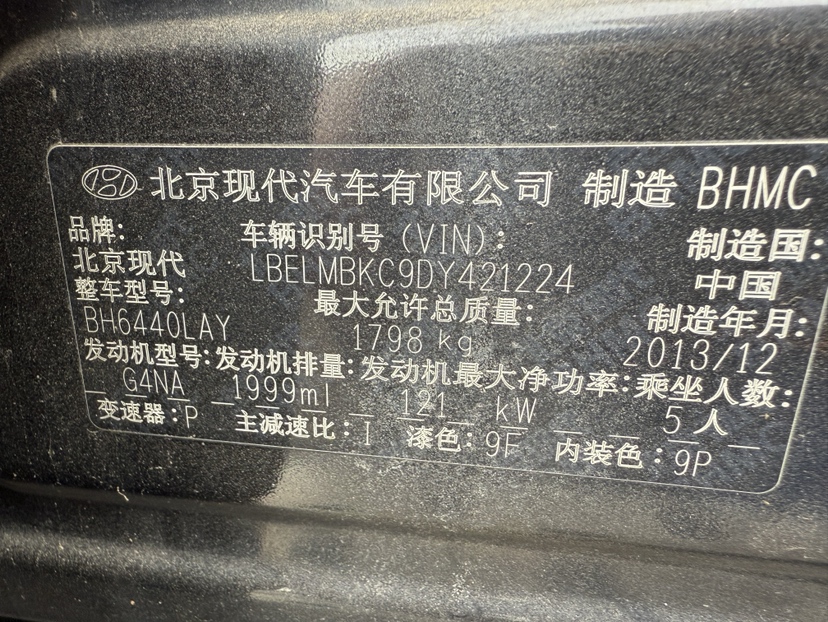 北京现代汽车有限公司 制造 BHMC
品牌: 车辆识别号 (VIN): 制造国:
北京现代 LBELMBKC9DY421224 中国
整车型号: 最大允许总质量: 制造年月:
BH6440LAY 1798 kg 2013/12
发动机型号: 发动机排量: 发动机最大净功率: 乘坐人数:
G4NA 1999ml 121 kW 5 人
变速器: P 主减速比: I 漆色: 9F 内装色: 9P